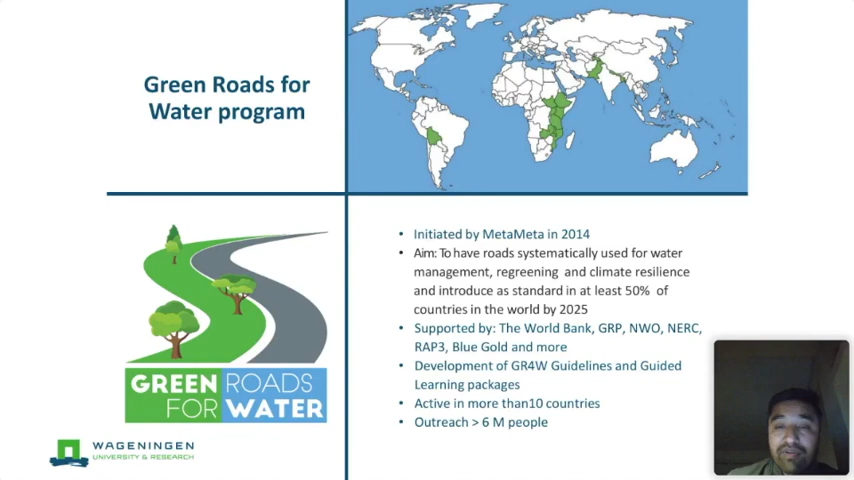 Green Roads for
Water program
GREEN ROADS
FOR WATER
WAGENINGEN
UNIVERSITY & RESEARCH
• Initiated by MetaMeta in 2014
• Aim: To have roads systematically used for water
management, regreening and climate resilience
and introduce as standard in at least 50% of
countries in the world by 2025
• Supported by: The World Bank, GRP, NWO, NERC,
RAP3, Blue Gold and more
• Development of GR4W Guidelines and Guided
Learning packages
• Active in more than10 countries
• Outreach > 6 M people